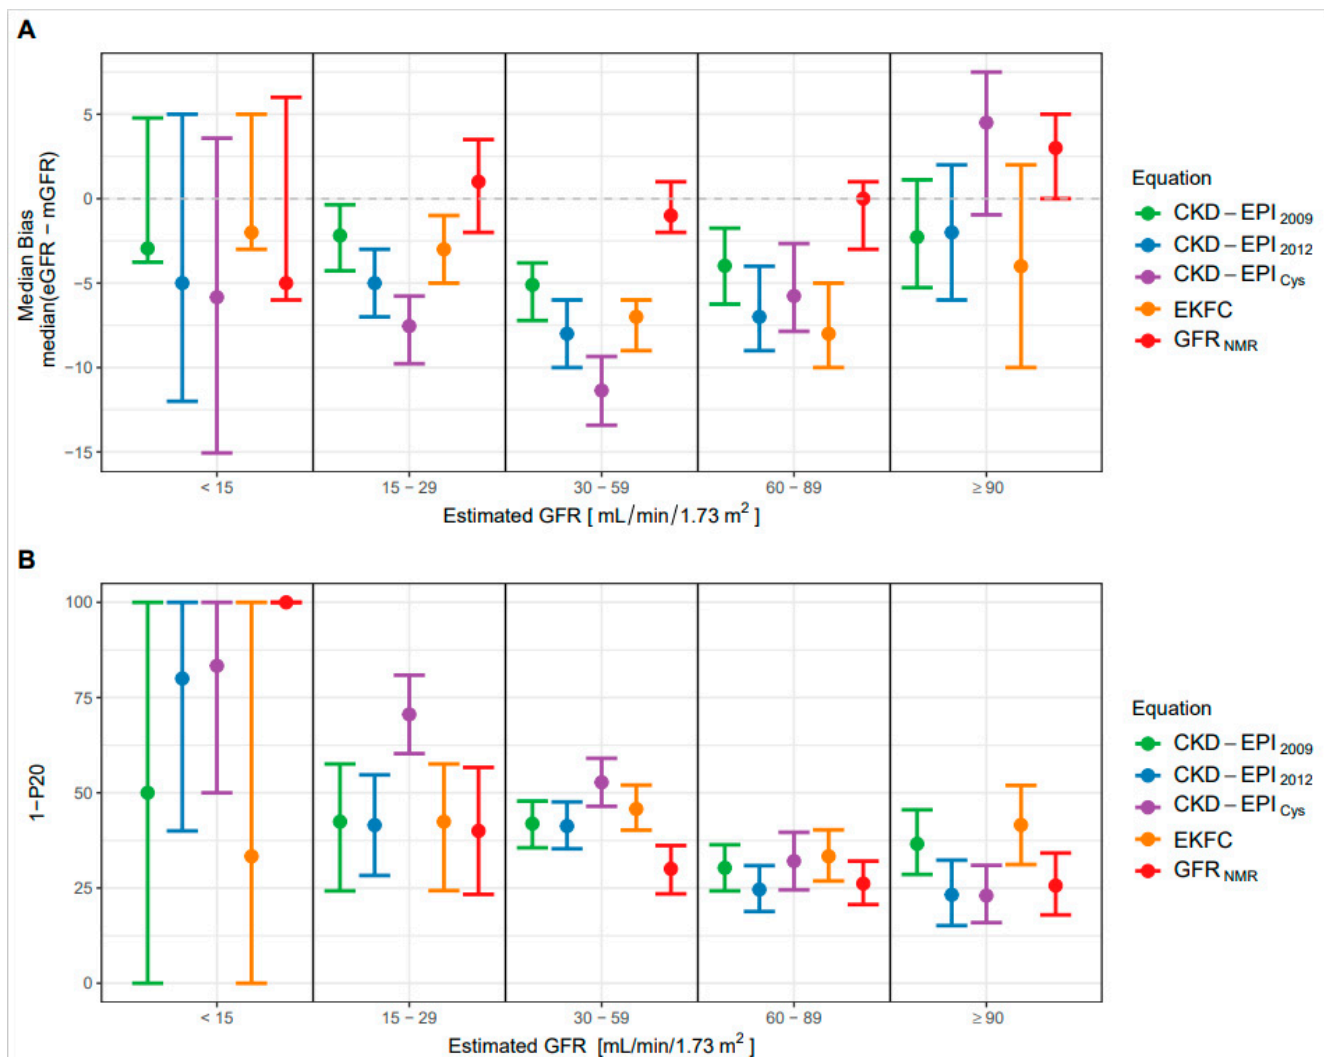 A
Median Bias
median(eGFR − mGFR)
5
0
−5
−10
−15
< 15
15 − 29
30 − 59
60 − 89
≥ 90
Estimated GFR [ mL/min/1.73 m² ]
Equation
CKD − EPI 2009
CKD − EPI 2012
CKD − EPI Cys
EKFC
GFR NMR
B
1−P20
100
75
50
25
0
< 15
15 − 29
30 − 59
60 − 89
≥ 90
Estimated GFR [mL/min/1.73 m²]
Equation
CKD − EPI 2009
CKD − EPI 2012
CKD − EPI Cys
EKFC
GFR NMR